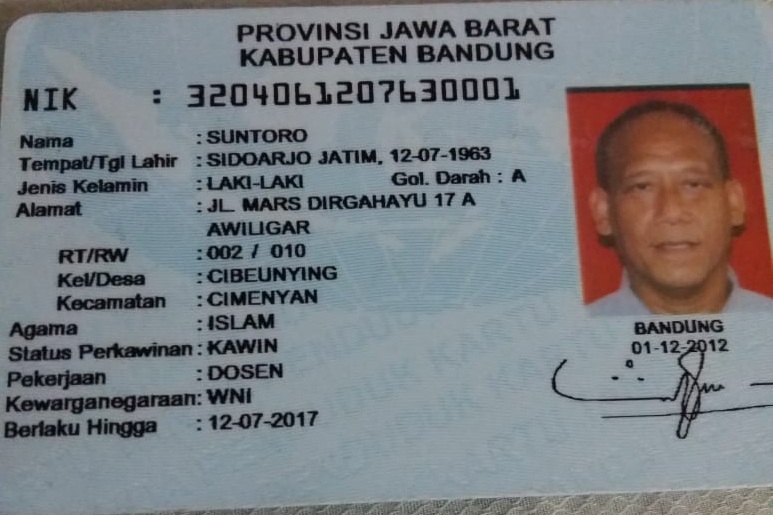 PROVINSI JAWA BARAT
KABUPATEN BANDUNG
NIK : 3204061207630001
Nama : SUNTORO
Tempat/Tgl Lahir : SIDOARJO JATIM, 12-07-1963
Jenis Kelamin : LAKI-LAKI Gol. Darah : A
Alamat : JL. MARS DIRGAHAYU 17 A
AWILIGAR
RT/RW : 002 / 010
Kel/Desa : CIBEUNYING
Kecamatan : CIMENYAN
Agama : ISLAM
Status Perkawinan : KAWIN
Pekerjaan : DOSEN
Kewarganegaraan: WNI
Berlaku Hingga : 12-07-2017
BANDUNG
01-12-2012